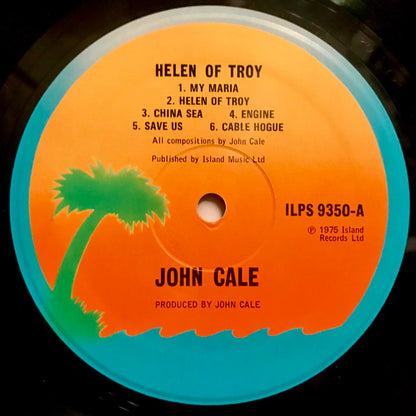 HELEN OF TROY
1. MY MARIA
2. HELEN OF TROY
3. CHINA SEA 4. ENGINE
5. SAVE US 6. CABLE HOGUE
All compositions by John Cale
Published by Island Music Ltd
ILPS 9350-A
℗ 1975 Island
Records Ltd
JOHN CALE
PRODUCED BY JOHN CALE